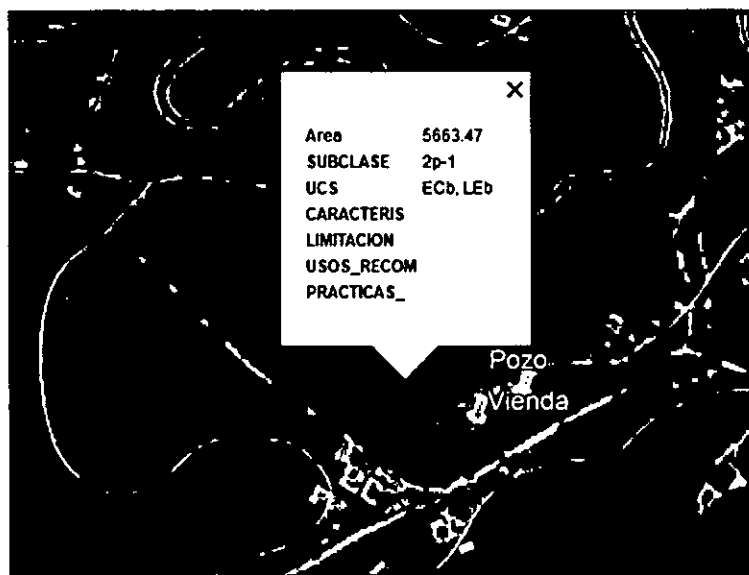 ×
Area 5663.47
SUBCLASE 2p-1
UCS ECb, LEb
CARACTERIS
LIMITACION
USOS_RECOM
PRACTICAS_
Pozo
Vienda